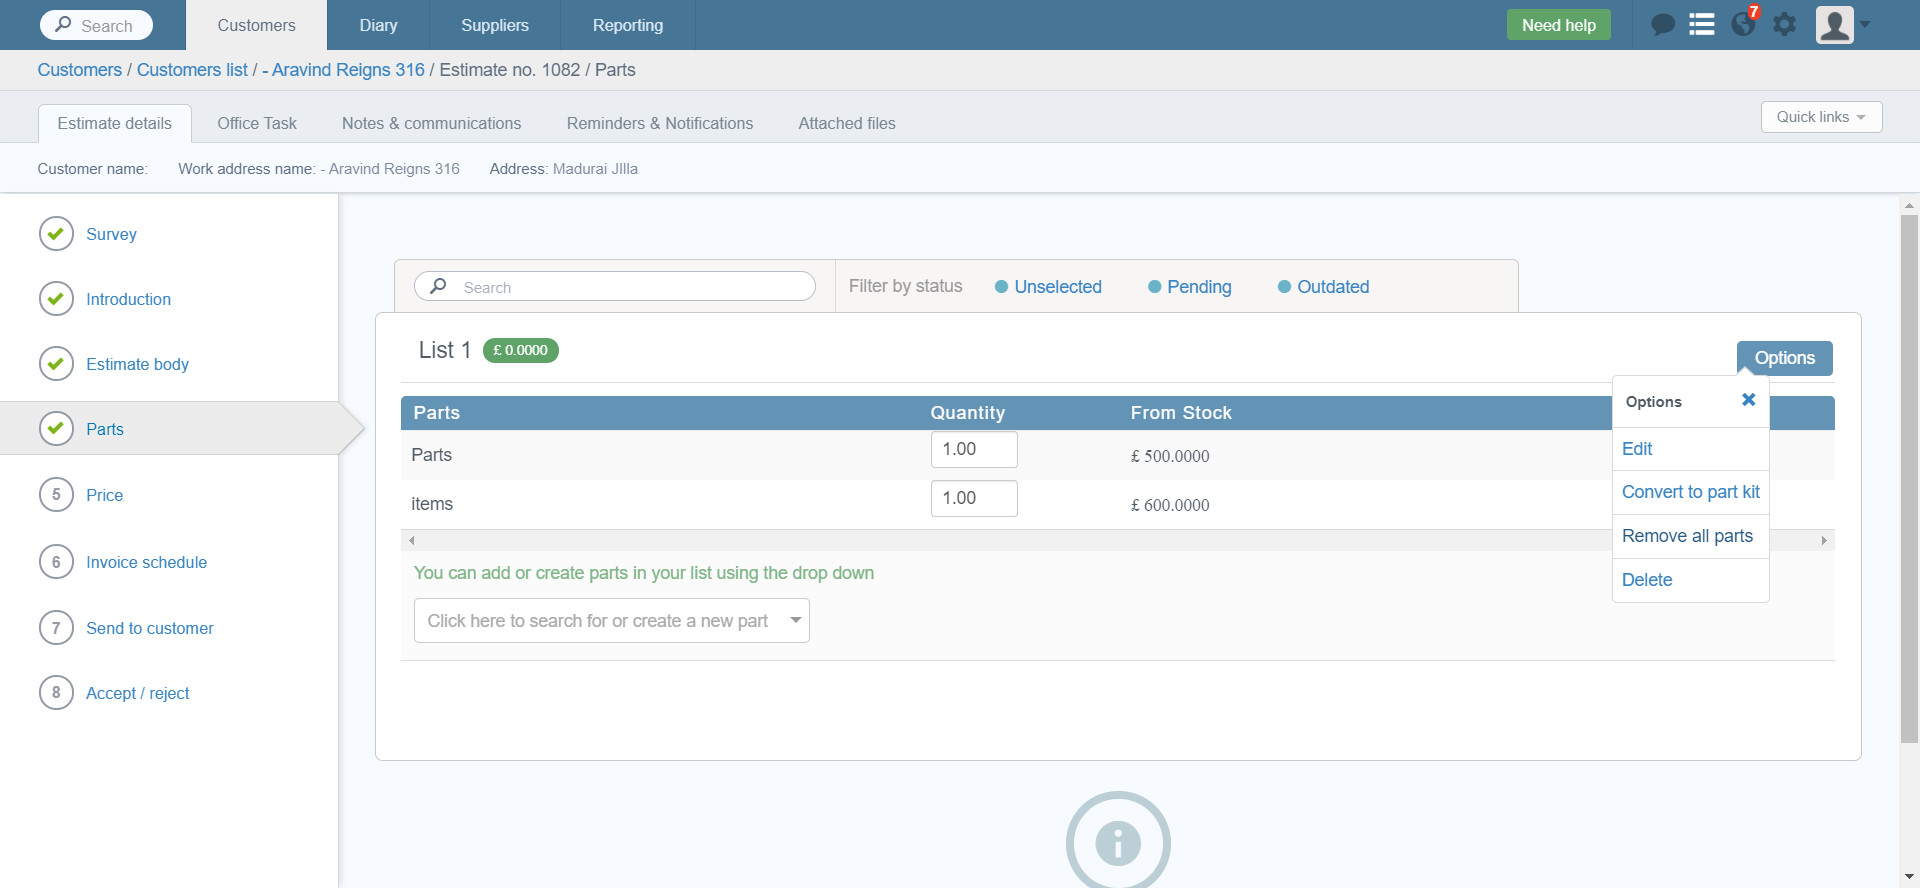 Search Customers Diary Suppliers Reporting Need help 7
Customers / Customers list / - Aravind Reigns 316 / Estimate no. 1082 / Parts
Estimate details Office Task Notes & communications Reminders & Notifications Attached files Quick links
Customer name: Work address name: - Aravind Reigns 316 Address: Madurai JIlla
Survey
Introduction
Estimate body
Parts
5 Price
6 Invoice schedule
7 Send to customer
8 Accept / reject
Search Filter by status Unselected Pending Outdated
List 1 £ 0.0000 Options
Parts Quantity From Stock
Parts 1.00 £ 500.0000
items 1.00 £ 600.0000
You can add or create parts in your list using the drop down
Click here to search for or create a new part
Options
Edit
Convert to part kit
Remove all parts
Delete